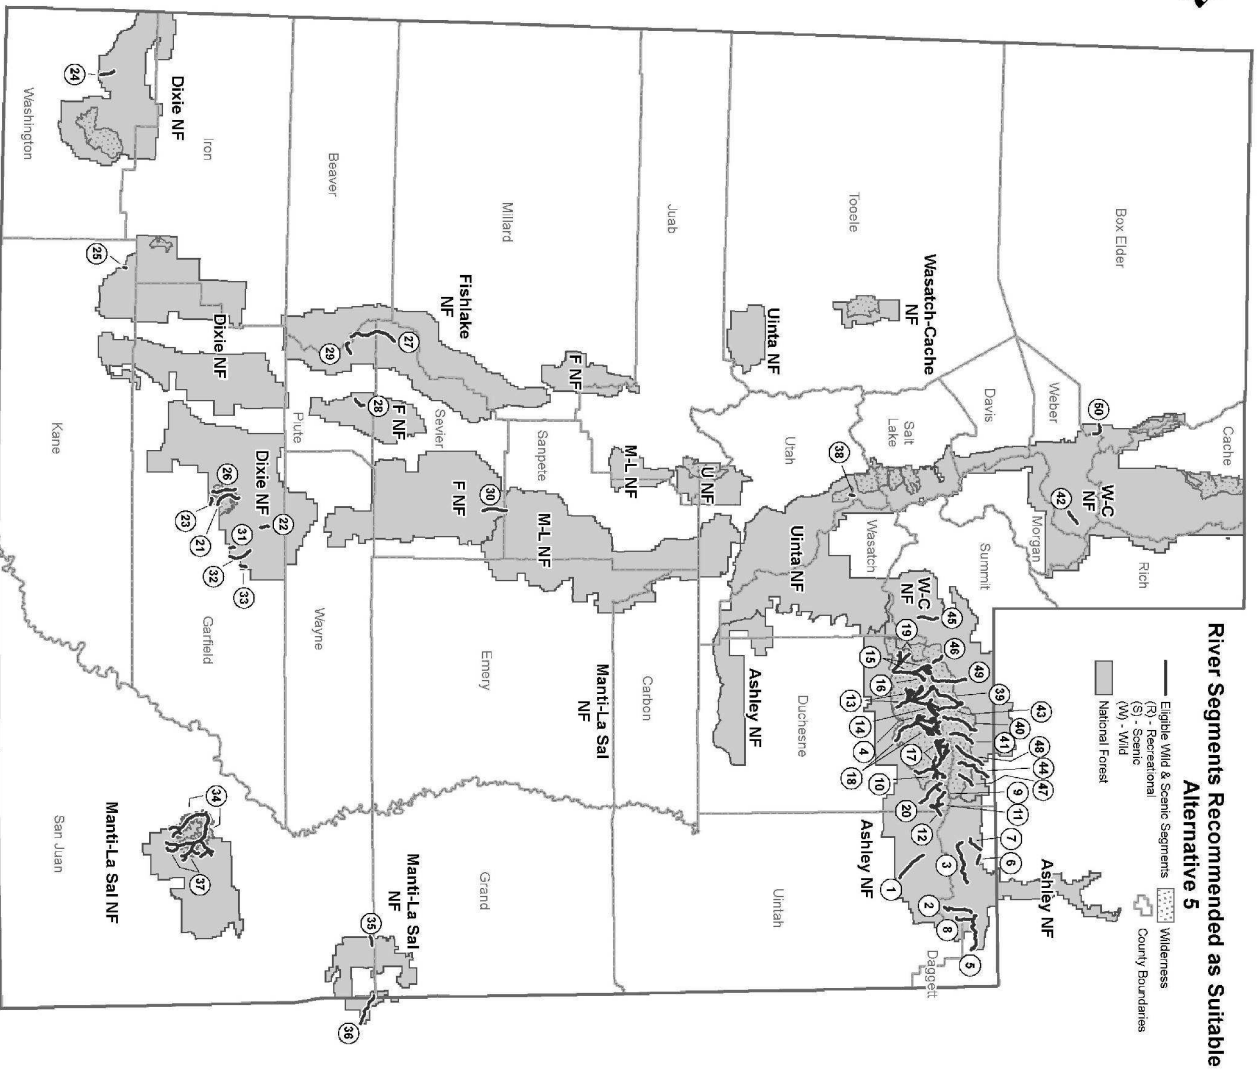 River Segments Recommended as Suitable
Alternative 5
Eligible Wild & Scenic Segments
(R) - Recreational
(S) - Scenic
(W) - Wild
National Forest
Wilderness
County Boundaries
Box Elder
Cache
Rich
Weber
50
W-C
NF
42
Morgan
Davis
Summit
Wasatch-Cache
NF
Tooele
Salt
Lake
38
Wasatch
Uinta NF
Utah
Uinta NF
U NF
W-C
NF
45
19
46
49
15
16
39
13
43
14
40
4
41
18
48
17
44
10
47
9
20
11
12
7
3
6
1
2
8
5
Ashley NF
Ashley NF
Daggett
Duchesne
Ashley NF
Uintah
Juab
F NF
M-L NF
Carbon
Manti-La Sal
NF
Millard
Fishlake
NF
Sanpete
M-L NF
30
F NF
Emery
Grand
Sevier
27
29
28
F NF
Manti-La Sal
NF
35
36
Beaver
Piute
Wayne
Iron
Dixie NF
24
Washington
25
Dixie NF
Dixie NF
26
22
23
21
31
32
33
Garfield
Kane
34
37
Manti-La Sal NF
San Juan